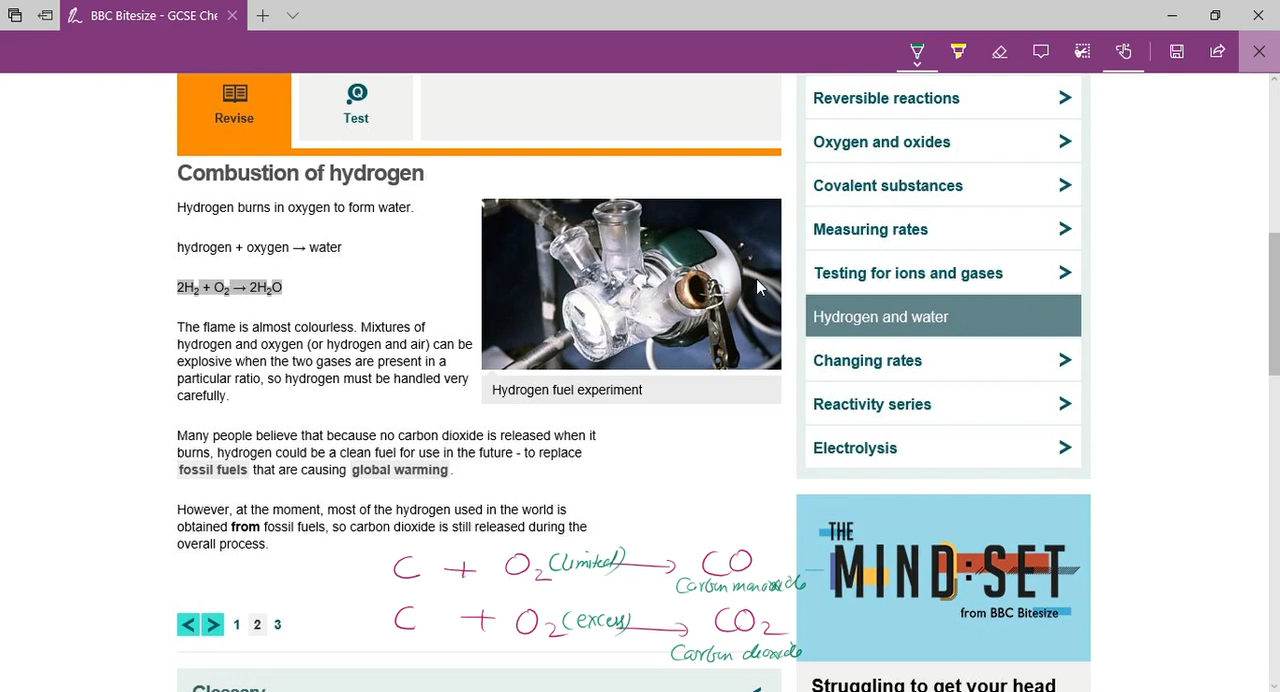 BBC Bitesize - GCSE Che
Revise
Test
Combustion of hydrogen
Hydrogen burns in oxygen to form water.
hydrogen + oxygen → water
2H₂ + O₂ → 2H₂O
The flame is almost colourless. Mixtures of
hydrogen and oxygen (or hydrogen and air) can be
explosive when the two gases are present in a
particular ratio, so hydrogen must be handled very
carefully.
Hydrogen fuel experiment
Many people believe that because no carbon dioxide is released when it
burns, hydrogen could be a clean fuel for use in the future - to replace
fossil fuels that are causing global warming.
However, at the moment, most of the hydrogen used in the world is
obtained from fossil fuels, so carbon dioxide is still released during the
overall process.
C + O₂ (limited) → CO
Carbon monoxide
C + O₂ (excess) → CO₂
Carbon dioxide
< > 1 2 3
Glossary
Reversible reactions >
Oxygen and oxides >
Covalent substances >
Measuring rates >
Testing for ions and gases >
Hydrogen and water
Changing rates >
Reactivity series >
Electrolysis >
THE
MIND:SET
from BBC Bitesize
Struggling to get your head